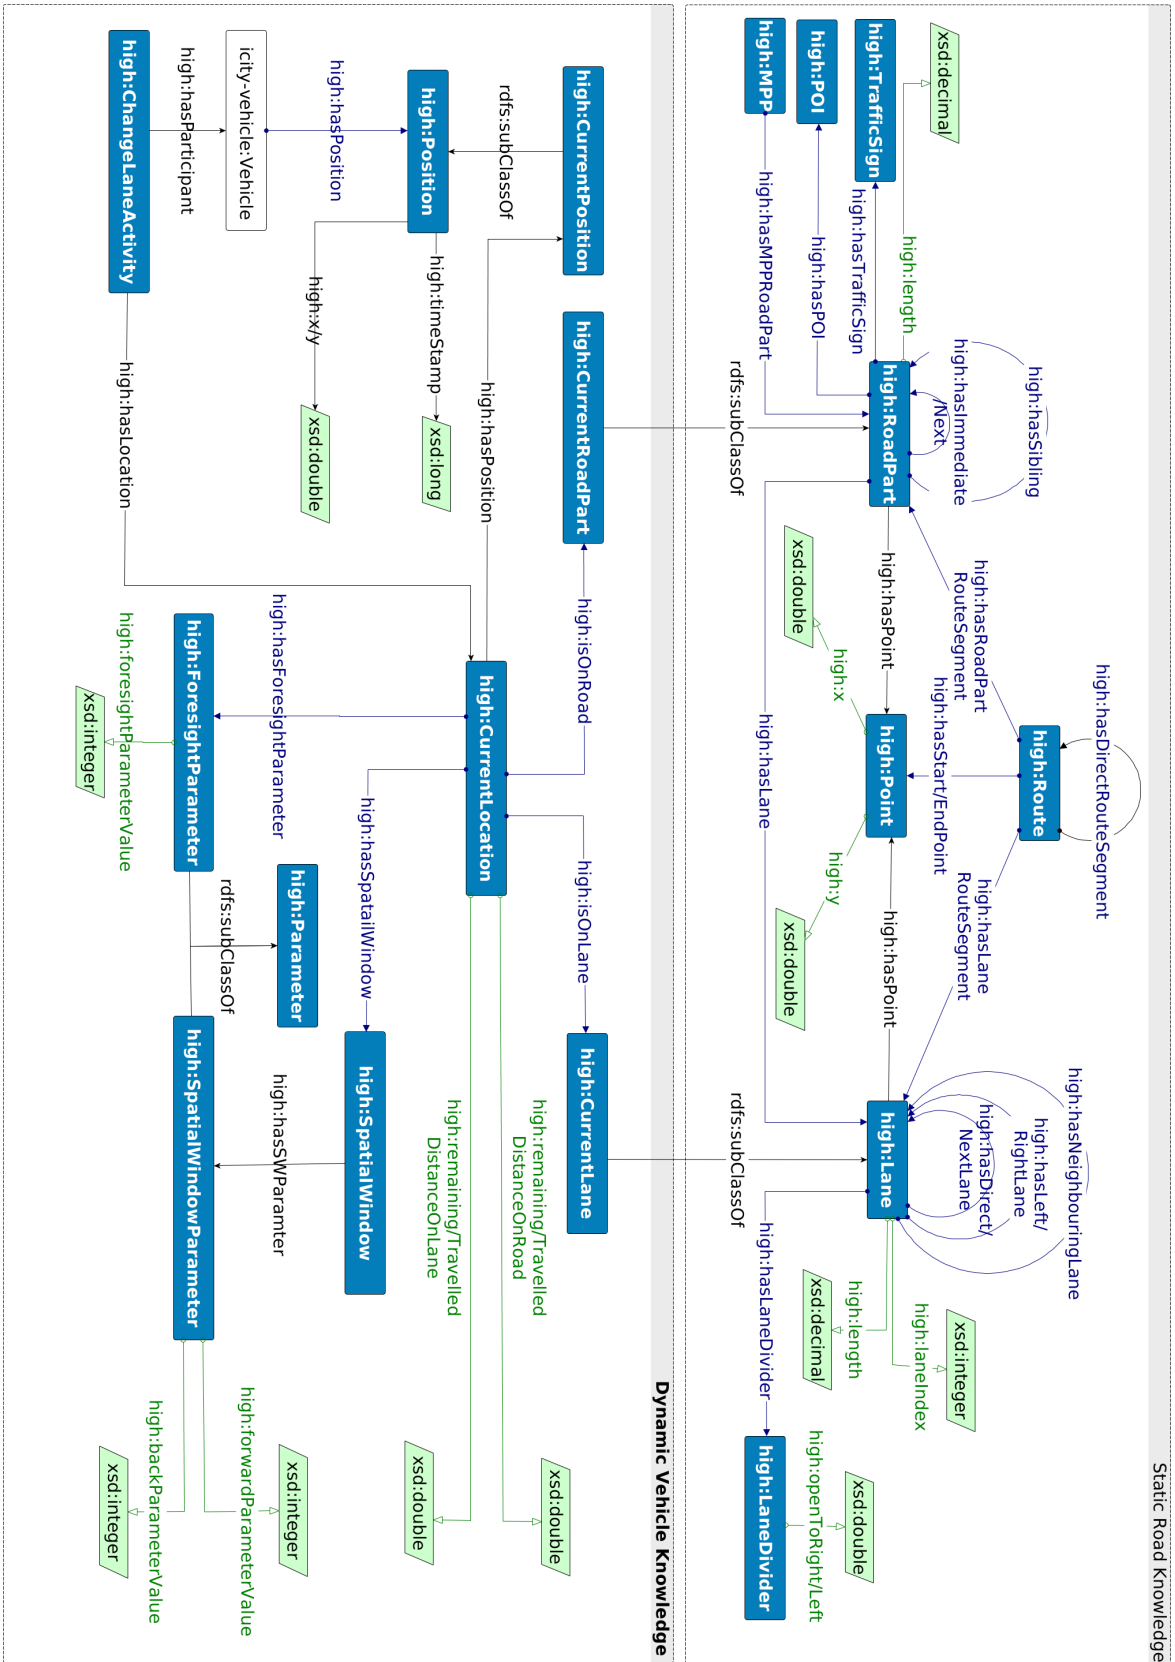 Static Road Knowledge
high:hasDirectRouteSegment
high:Route
high:hasSibling
high:hasImmediate
/Next
high:hasRoadPart
RouteSegment
high:hasStart/EndPoint
high:hasLane
RouteSegment
high:hasNeighbouringLane
high:hasLeft/
RightLane
high:hasDirect/
NextLane
xsd:decimal
high:length
high:TrafficSign
high:hasTrafficSign
high:RoadPart
high:hasPoint
high:Point
high:hasPoint
high:Lane
high:laneIndex
xsd:integer
high:length
xsd:decimal
high:POI
high:hasPOI
high:x
xsd:double
high:y
xsd:double
high:openToRight/Left
xsd:double
high:MPP
high:hasMPPRoadPart
high:hasLane
high:hasLaneDivider
high:LaneDivider
rdfs:subClassOf
rdfs:subClassOf
Dynamic Vehicle Knowledge
high:CurrentPosition
high:CurrentRoadPart
high:isOnRoad
high:isOnLane
high:CurrentLane
rdfs:subClassOf
high:hasPosition
high:CurrentLocation
high:remaining/Travelled
DistanceOnRoad
xsd:double
high:Position
high:timeStamp
xsd:long
high:remaining/Travelled
DistanceOnLane
xsd:double
high:hasPosition
high:x/y
xsd:double
high:hasSpatailWindow
high:SpatialWindow
icity-vehicle:Vehicle
high:hasForesightParameter
high:Parameter
high:hasSWParamter
high:hasParticipant
high:ForesightParameter
rdfs:subClassOf
high:SpatialWindowParameter
high:forwardParameterValue
xsd:integer
high:ChangeLaneActivity
high:hasLocation
high:foresightParameterValue
xsd:integer
high:backParameterValue
xsd:integer